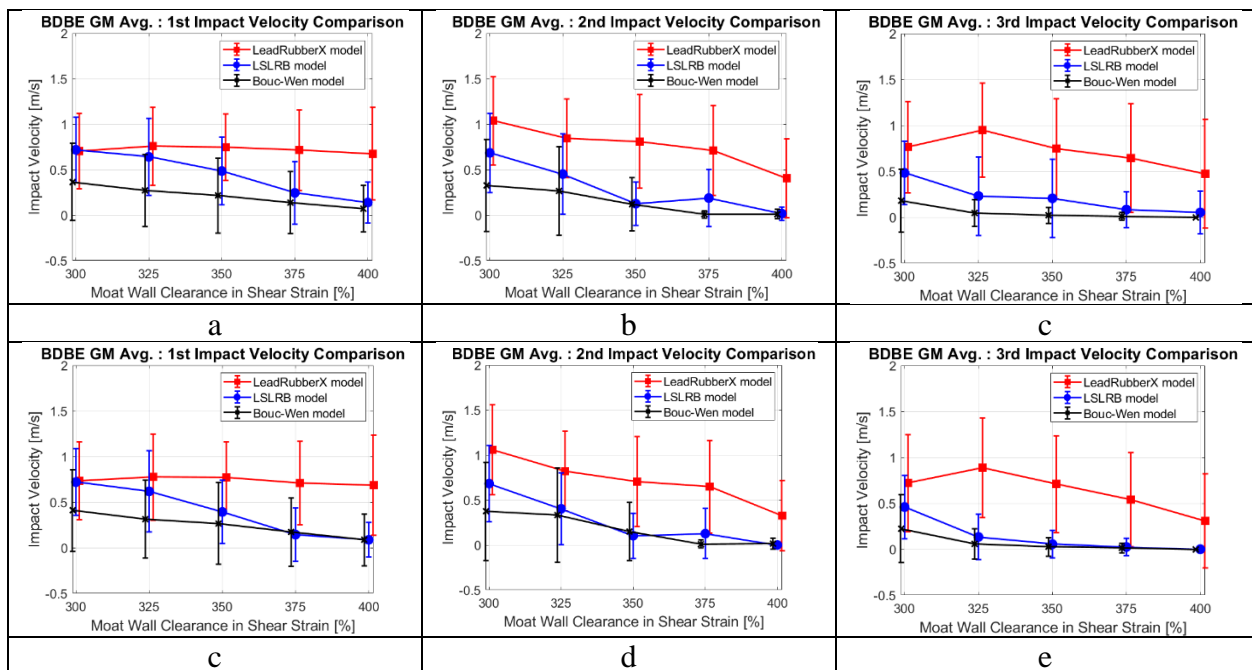 BDBE GM Avg. : 1st Impact Velocity Comparison
2
1.5
1
0.5
0
-0.5
Impact Velocity [m/s]
LeadRubberX model
LSLRB model
Bouc-Wen model
300 325 350 375 400
Moat Wall Clearance in Shear Strain [%]
a
BDBE GM Avg. : 2nd Impact Velocity Comparison
2
1.5
1
0.5
0
-0.5
Impact Velocity [m/s]
LeadRubberX model
LSLRB model
Bouc-Wen model
300 325 350 375 400
Moat Wall Clearance in Shear Strain [%]
b
BDBE GM Avg. : 3rd Impact Velocity Comparison
2
1.5
1
0.5
0
-0.5
Impact Velocity [m/s]
LeadRubberX model
LSLRB model
Bouc-Wen model
300 325 350 375 400
Moat Wall Clearance in Shear Strain [%]
c
BDBE GM Avg. : 1st Impact Velocity Comparison
2
1.5
1
0.5
0
-0.5
Impact Velocity [m/s]
LeadRubberX model
LSLRB model
Bouc-Wen model
300 325 350 375 400
Moat Wall Clearance in Shear Strain [%]
c
BDBE GM Avg. : 2nd Impact Velocity Comparison
2
1.5
1
0.5
0
-0.5
Impact Velocity [m/s]
LeadRubberX model
LSLRB model
Bouc-Wen model
300 325 350 375 400
Moat Wall Clearance in Shear Strain [%]
d
BDBE GM Avg. : 3rd Impact Velocity Comparison
2
1.5
1
0.5
0
-0.5
Impact Velocity [m/s]
LeadRubberX model
LSLRB model
Bouc-Wen model
300 325 350 375 400
Moat Wall Clearance in Shear Strain [%]
e